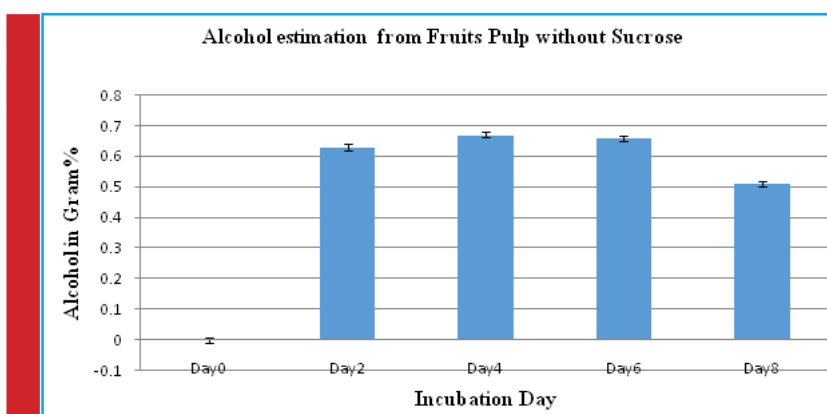 Alcohol estimation from Fruits Pulp without Sucrose
Alcohol in Gram%
0.8
0.7
0.6
0.5
0.4
0.3
0.2
0.1
0
-0.1
Day0 Day2 Day4 Day6 Day8
Incubation Day